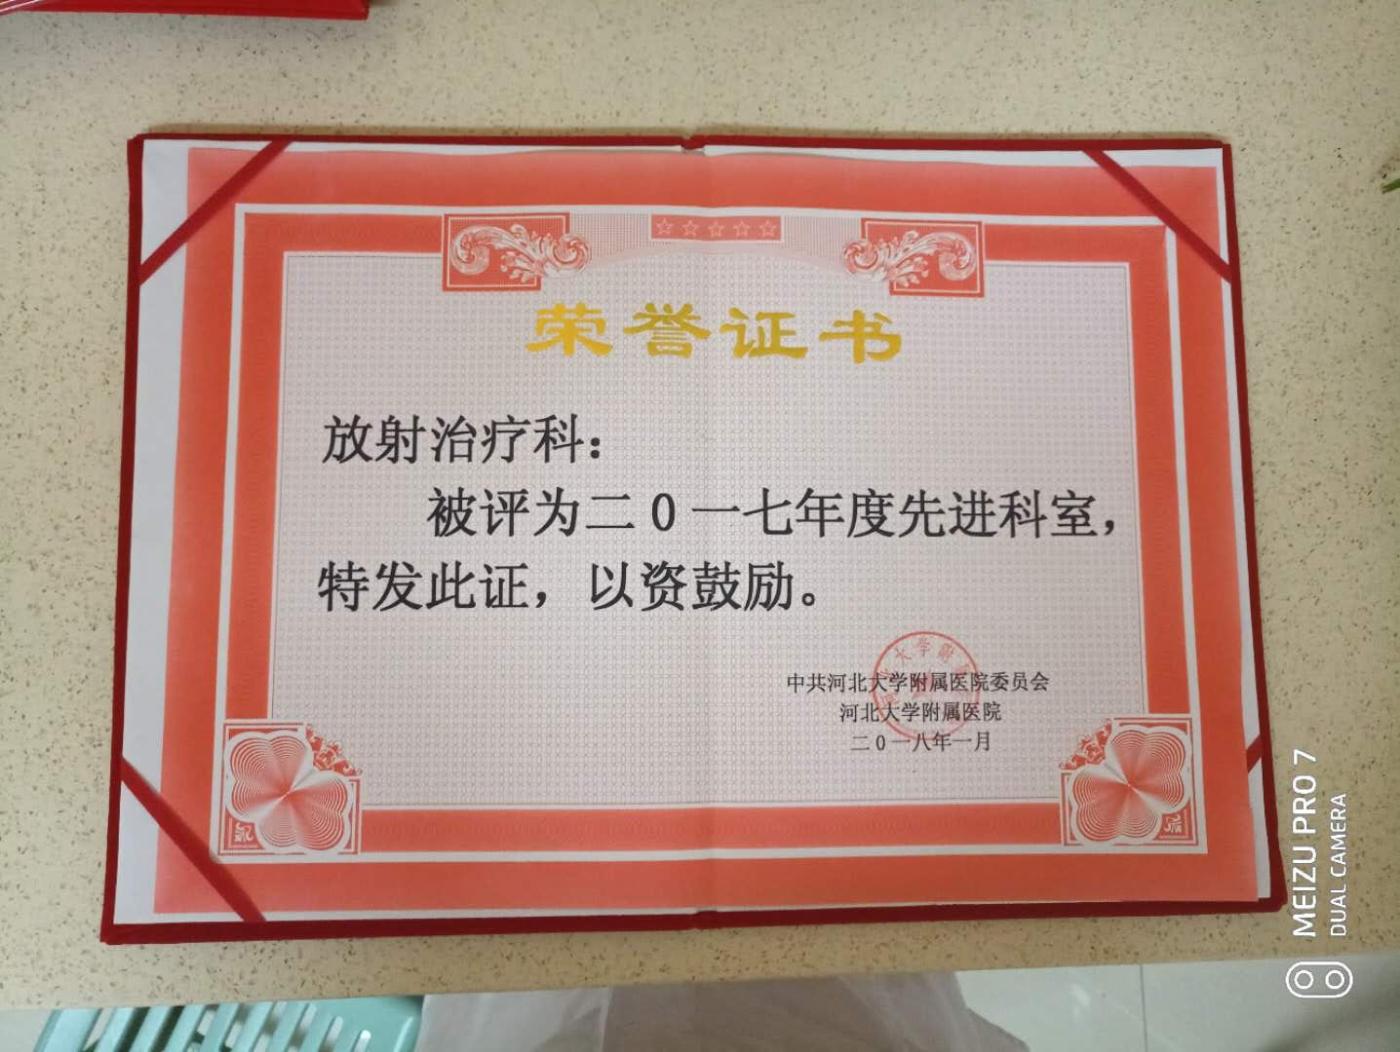 荣誉证书
放射治疗科：
被评为二0一七年度先进科室，
特发此证，以资鼓励。
中共河北大学附属医院委员会
河北大学附属医院
二0一八年一月
大学附
MEIZU PRO 7
DUAL CAMERA